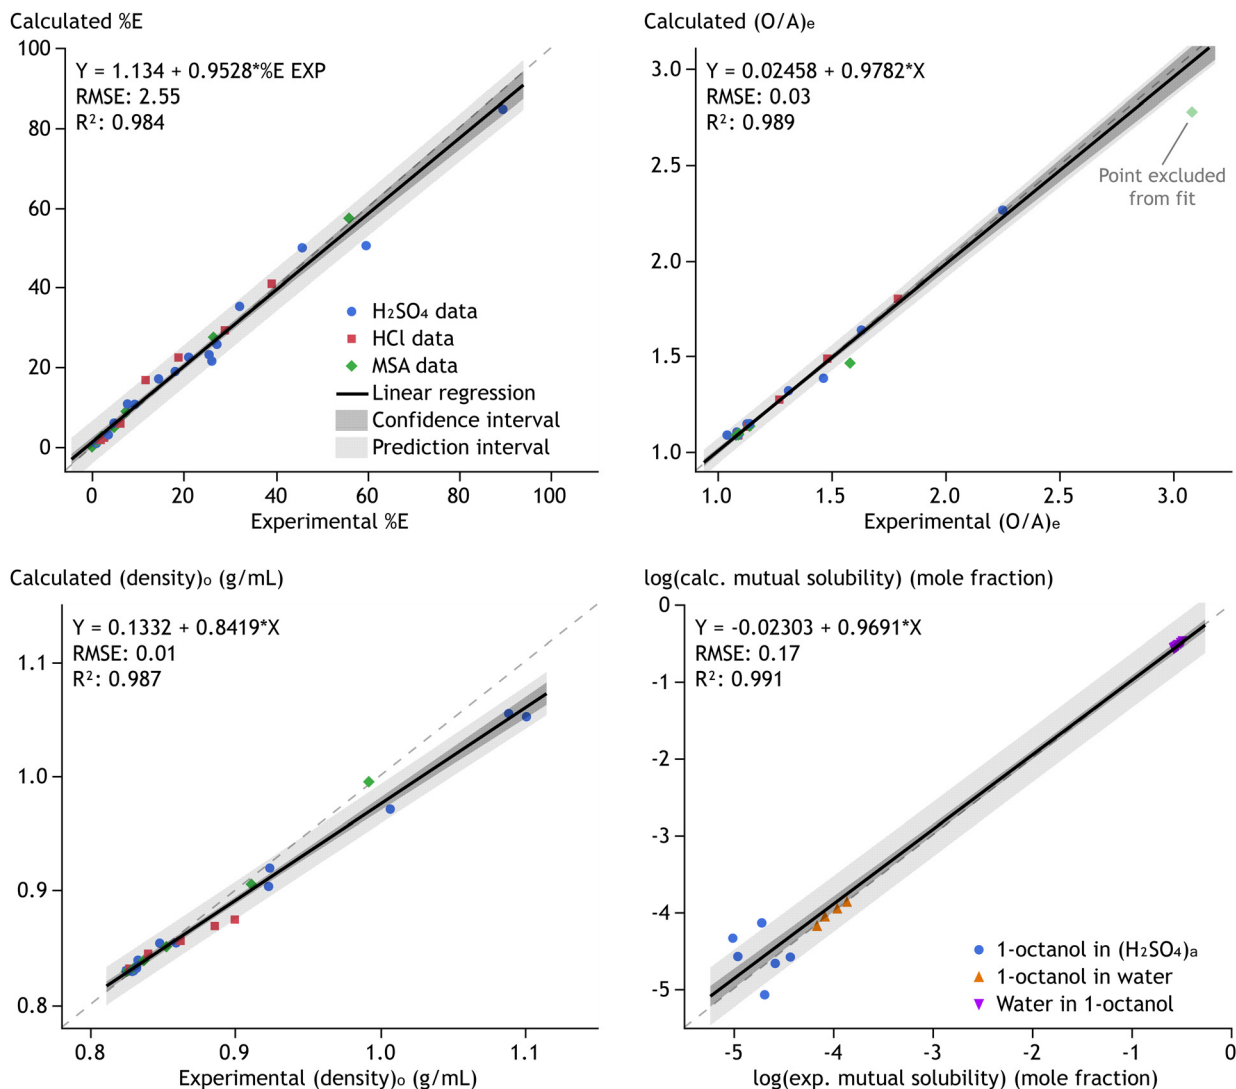 Calculated %E
100
80
60
40
20
0
Y = 1.134 + 0.9528*%E EXP
RMSE: 2.55
R²: 0.984
H₂SO₄ data
HCl data
MSA data
Linear regression
Confidence interval
Prediction interval
0 20 40 60 80 100
Experimental %E
Calculated (O/A)ₑ
3.0
2.5
2.0
1.5
1.0
Y = 0.02458 + 0.9782*X
RMSE: 0.03
R²: 0.989
Point excluded
from fit
1.0 1.5 2.0 2.5 3.0
Experimental (O/A)ₑ
Calculated (density)ₒ (g/mL)
1.1
1.0
0.9
0.8
Y = 0.1332 + 0.8419*X
RMSE: 0.01
R²: 0.987
0.8 0.9 1.0 1.1
Experimental (density)ₒ (g/mL)
log(calc. mutual solubility) (mole fraction)
0
-1
-2
-3
-4
-5
Y = -0.02303 + 0.9691*X
RMSE: 0.17
R²: 0.991
1-octanol in (H₂SO₄)ₐ
1-octanol in water
Water in 1-octanol
-5 -4 -3 -2 -1 0
log(exp. mutual solubility) (mole fraction)